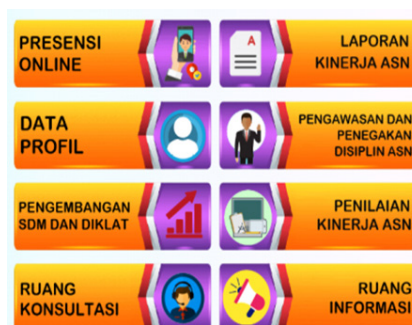 PRESENSI
ONLINE
A
LAPORAN
KINERJA ASN
DATA
PROFIL
PENGAWASAN DAN
PENEGAKAN
DISIPLIN ASN
PENGEMBANGAN
SDM DAN DIKLAT
PENILAIAN
KINERJA ASN
RUANG
KONSULTASI
RUANG
INFORMASI